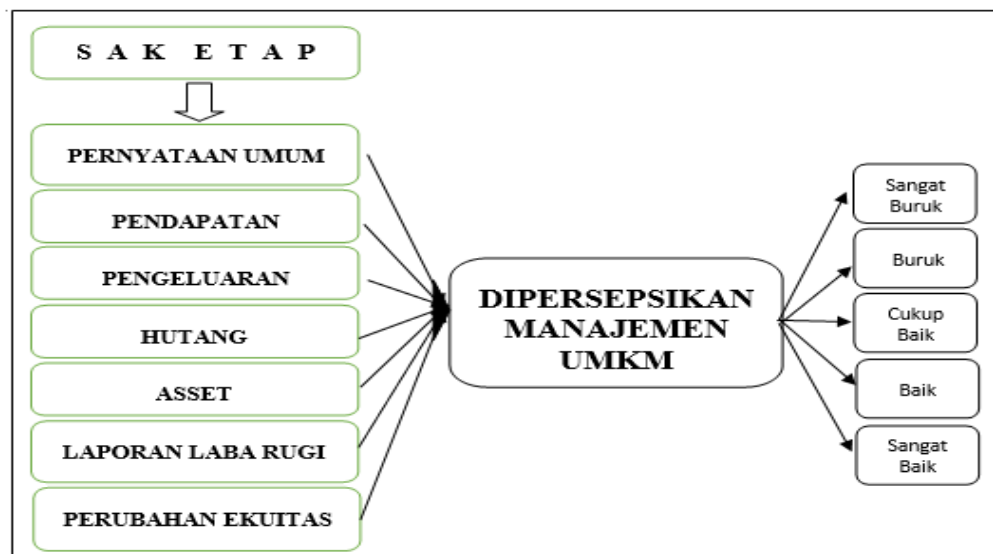 S A K E T A P
PERNYATAAN UMUM
PENDAPATAN
PENGELUARAN
HUTANG
ASSET
LAPORAN LABA RUGI
PERUBAHAN EKUITAS
DIPERSEPSIKAN
MANAJEMEN
UMKM
Sangat
Buruk
Buruk
Cukup
Baik
Baik
Sangat
Baik